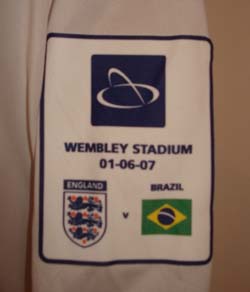 WEMBLEY STADIUM
01-06-07
ENGLAND
BRAZIL
v